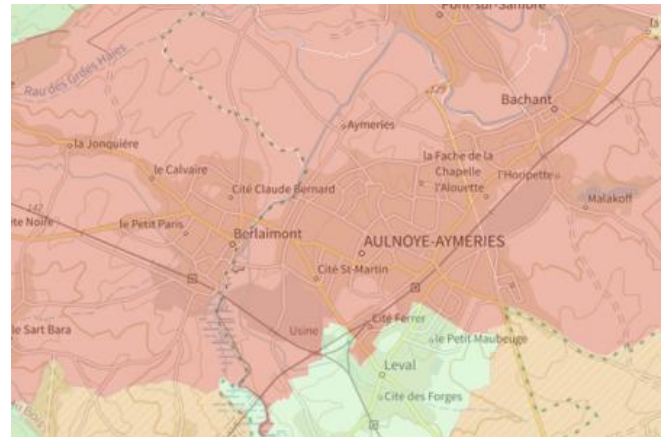 Pont-sur-Sambre
Rau des Grdes Haies
129
Bachant
Aymeries
la Jonquière
la Fache de la
Chapelle
le Calvaire
l'Horipette
Cité Claude Bernard
l'Alouette
Malakoff
142
te Noire
le Petit Paris
Berlaimont
AULNOYE-AYMERIES
Cité St-Martin
le Sart Bara
Usine
Cité Ferrer
le Petit Maubeuge
Leval
Cité des Forges